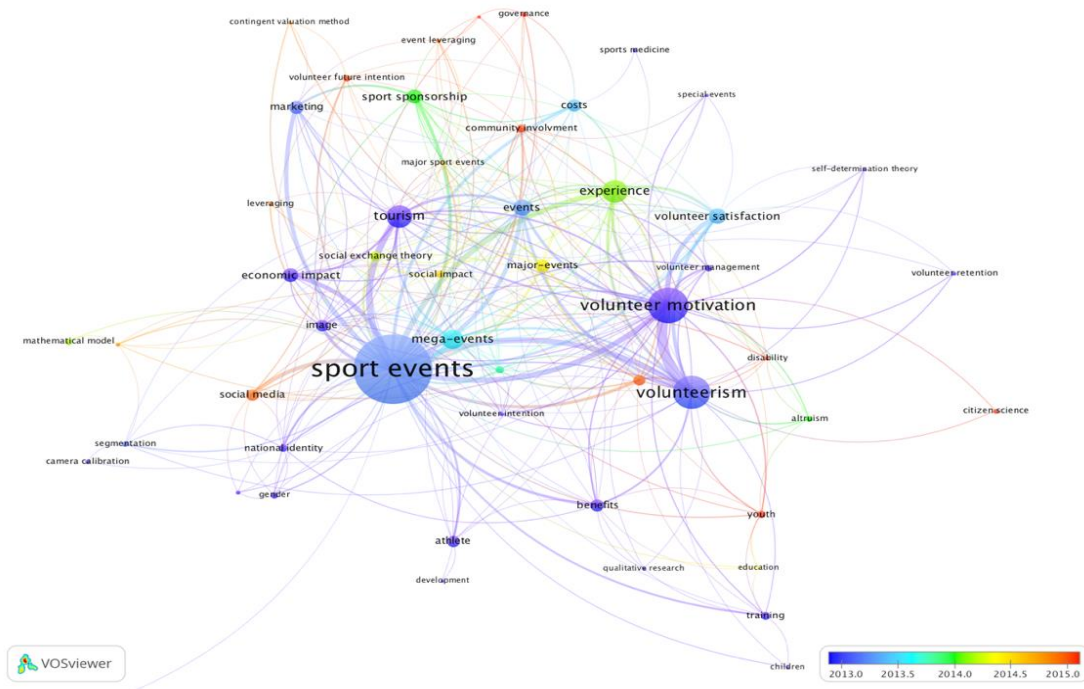 governance
contingent valuation method
event leveraging
sports medicine
volunteer future intention
sport sponsorship
special events
marketing
costs
community involvment
major sport events
self-determination theory
experience
leveraging
tourism
events
volunteer satisfaction
social exchange theory
major-events
volunteer management
economic impact
social impact
volunteer retention
volunteer motivation
image
mega-events
mathematical model
disability
sport events
social media
volunteerism
volunteer intention
citizen science
altruism
segmentation
national identity
camera calibration
gender
benefits
youth
athlete
qualitative research
education
development
training
VOSviewer
children
2013.0 2013.5 2014.0 2014.5 2015.0